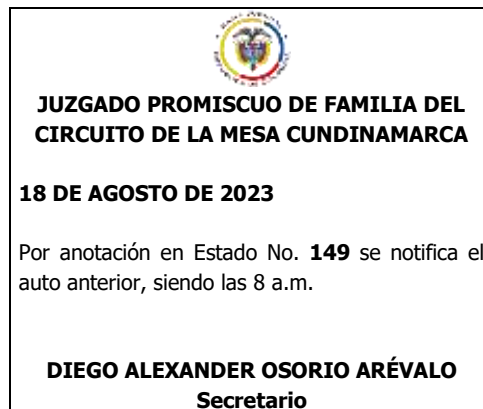 JUZGADO PROMISCUO DE FAMILIA DEL
CIRCUITO DE LA MESA CUNDINAMARCA
18 DE AGOSTO DE 2023
Por anotación en Estado No. 149 se notifica el
auto anterior, siendo las 8 a.m.
DIEGO ALEXANDER OSORIO ARÉVALO
Secretario